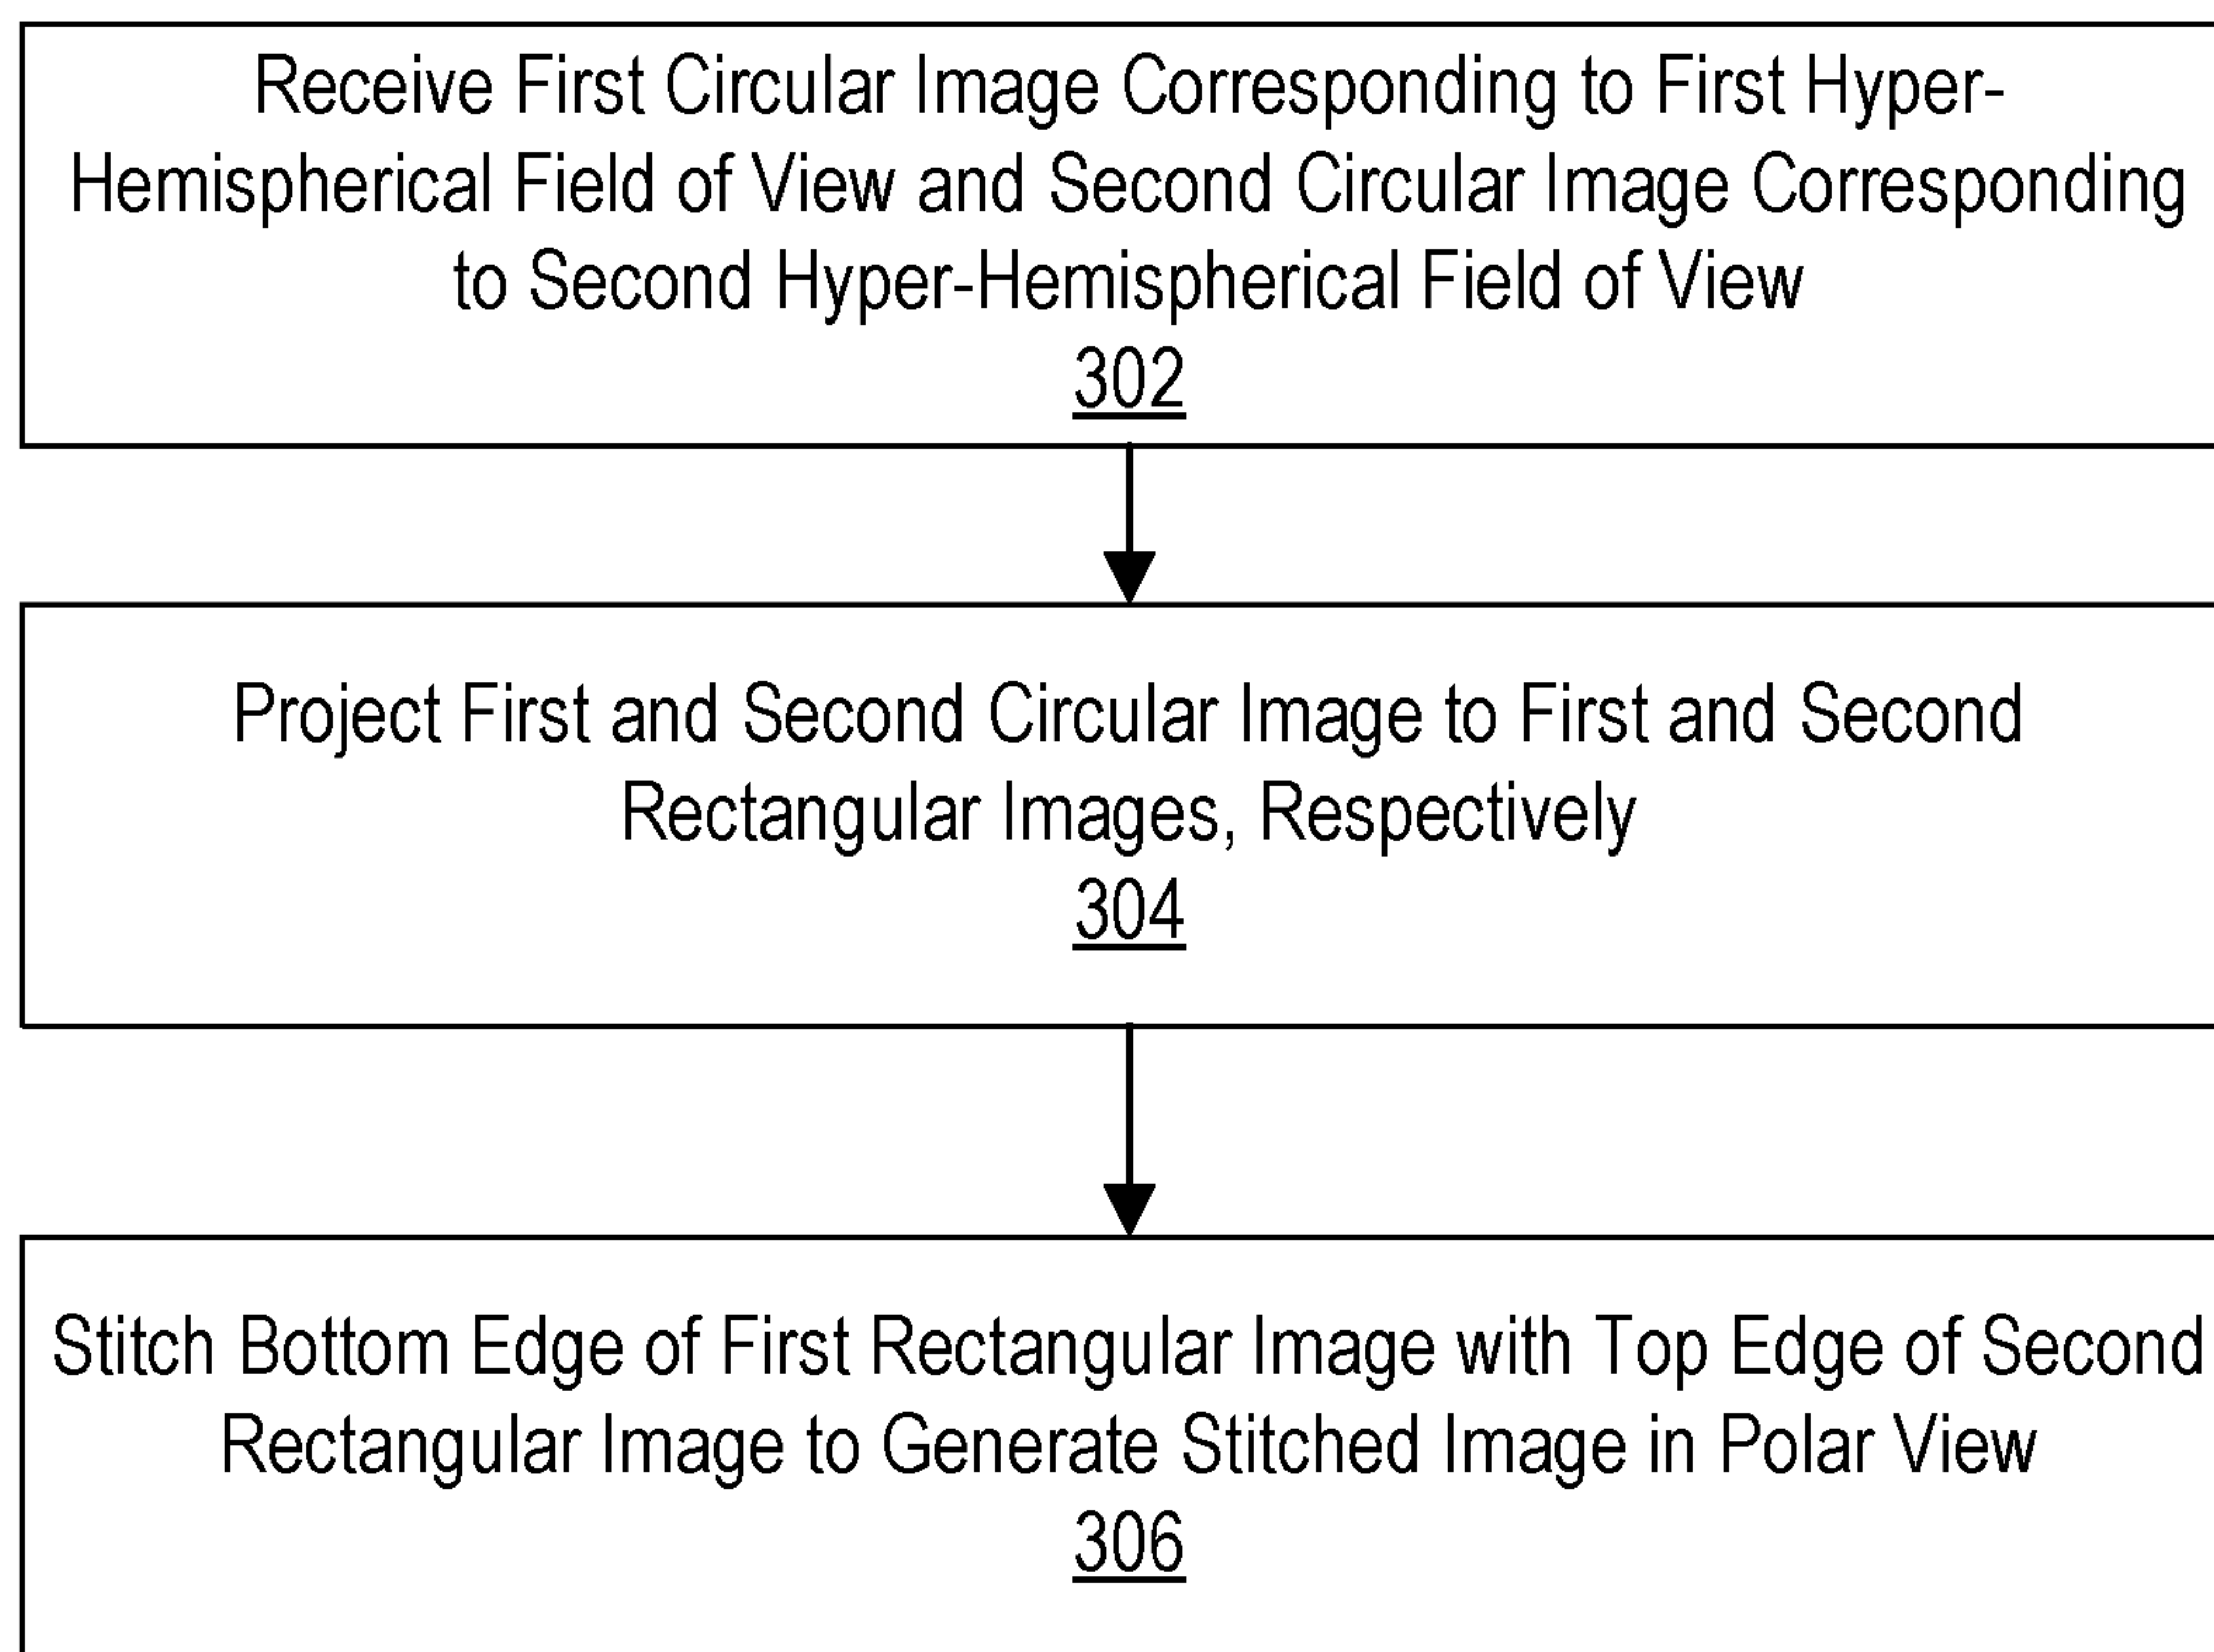 Receive First Circular Image Corresponding to First Hyper-
Hemispherical Field of View and Second Circular Image Corresponding
to Second Hyper-Hemispherical Field of View
302
Project First and Second Circular Image to First and Second
Rectangular Images, Respectively
304
Stitch Bottom Edge of First Rectangular Image with Top Edge of Second
Rectangular Image to Generate Stitched Image in Polar View
306